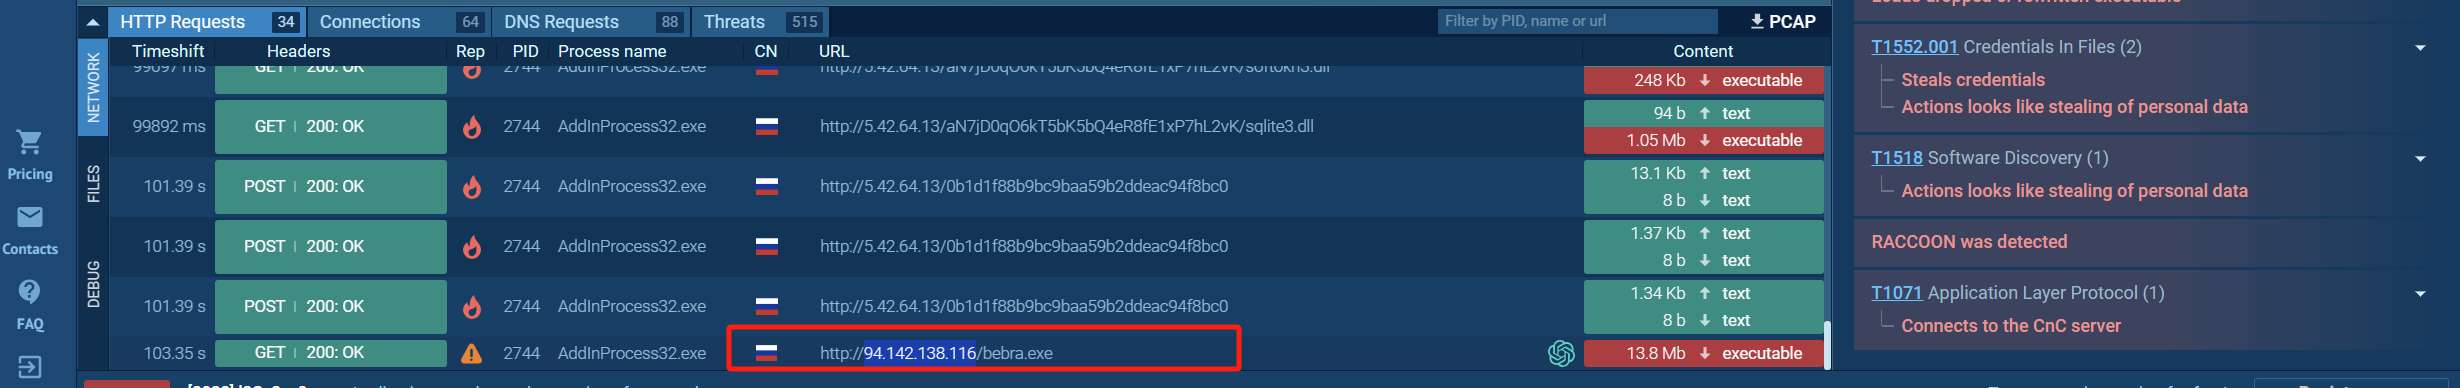 HTTP Requests 34 Connections 64 DNS Requests 88 Threats 515 Filter by PID, name or url PCAP
Timeshift Headers Rep PID Process name CN URL Content
99097 ms GET 200: OK 2744 AddInProcess32.exe http://5.42.64.13/aN7jD0qO6kT5bK5bQ4eR8fE1xP7hL2vK/softokn3.dll
248 Kb executable
99892 ms GET 200: OK 2744 AddInProcess32.exe http://5.42.64.13/aN7jD0qO6kT5bK5bQ4eR8fE1xP7hL2vK/sqlite3.dll
94 b text
1.05 Mb executable
101.39 s POST 200: OK 2744 AddInProcess32.exe http://5.42.64.13/0b1d1f88b9bc9baa59b2ddeac94f8bc0
13.1 Kb text
8 b text
101.39 s POST 200: OK 2744 AddInProcess32.exe http://5.42.64.13/0b1d1f88b9bc9baa59b2ddeac94f8bc0
1.37 Kb text
8 b text
101.39 s POST 200: OK 2744 AddInProcess32.exe http://5.42.64.13/0b1d1f88b9bc9baa59b2ddeac94f8bc0
1.34 Kb text
8 b text
103.35 s GET 200: OK 2744 AddInProcess32.exe http://94.142.138.116/bebra.exe
13.8 Mb executable
NETWORK
FILES
DEBUG
Pricing
Contacts
FAQ
Loads dropped or rewritten executable
T1552.001 Credentials In Files (2)
Steals credentials
Actions looks like stealing of personal data
T1518 Software Discovery (1)
Actions looks like stealing of personal data
RACCOON was detected
T1071 Application Layer Protocol (1)
Connects to the CnC server